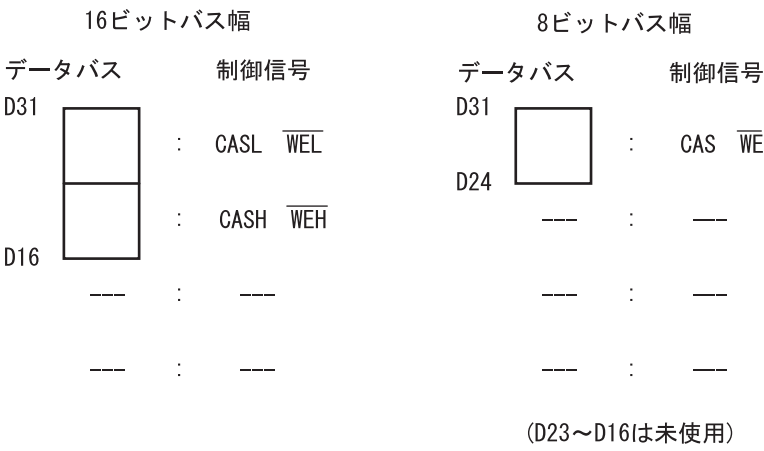 16ビットバス幅 8ビットバス幅
データバス 制御信号 データバス 制御信号
D31 D31
: CASL WEL : CAS WE
D24
: CASH WEH --- : ---
D16
--- : --- --- : ---
--- : --- --- : ---
(D23〜D16は未使用)